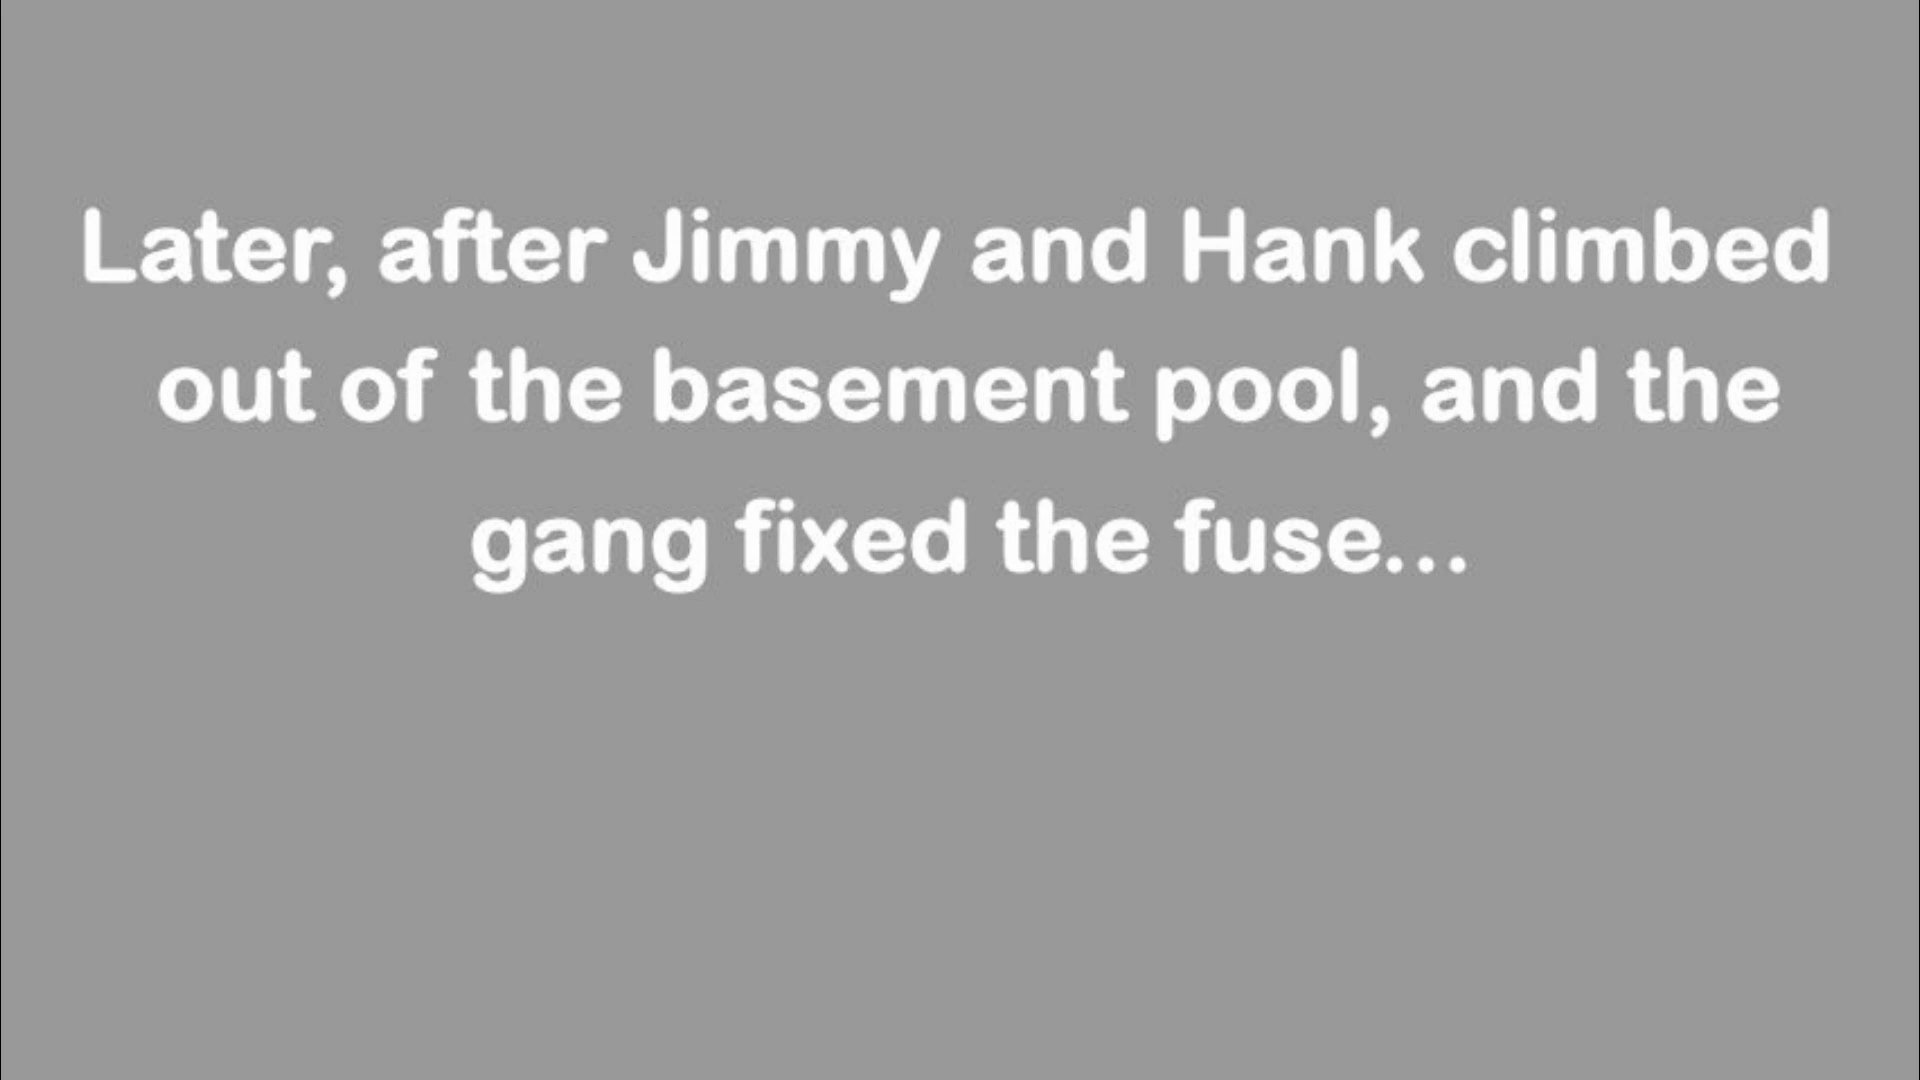 Later, after Jimmy and Hank climbed
out of the basement pool, and the
gang fixed the fuse...